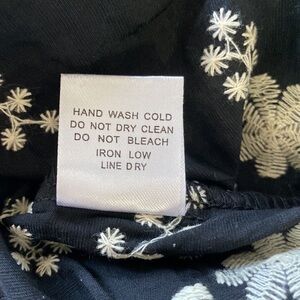 HAND WASH COLD
DO NOT DRY CLEAN
DO NOT BLEACH
IRON LOW
LINE DRY